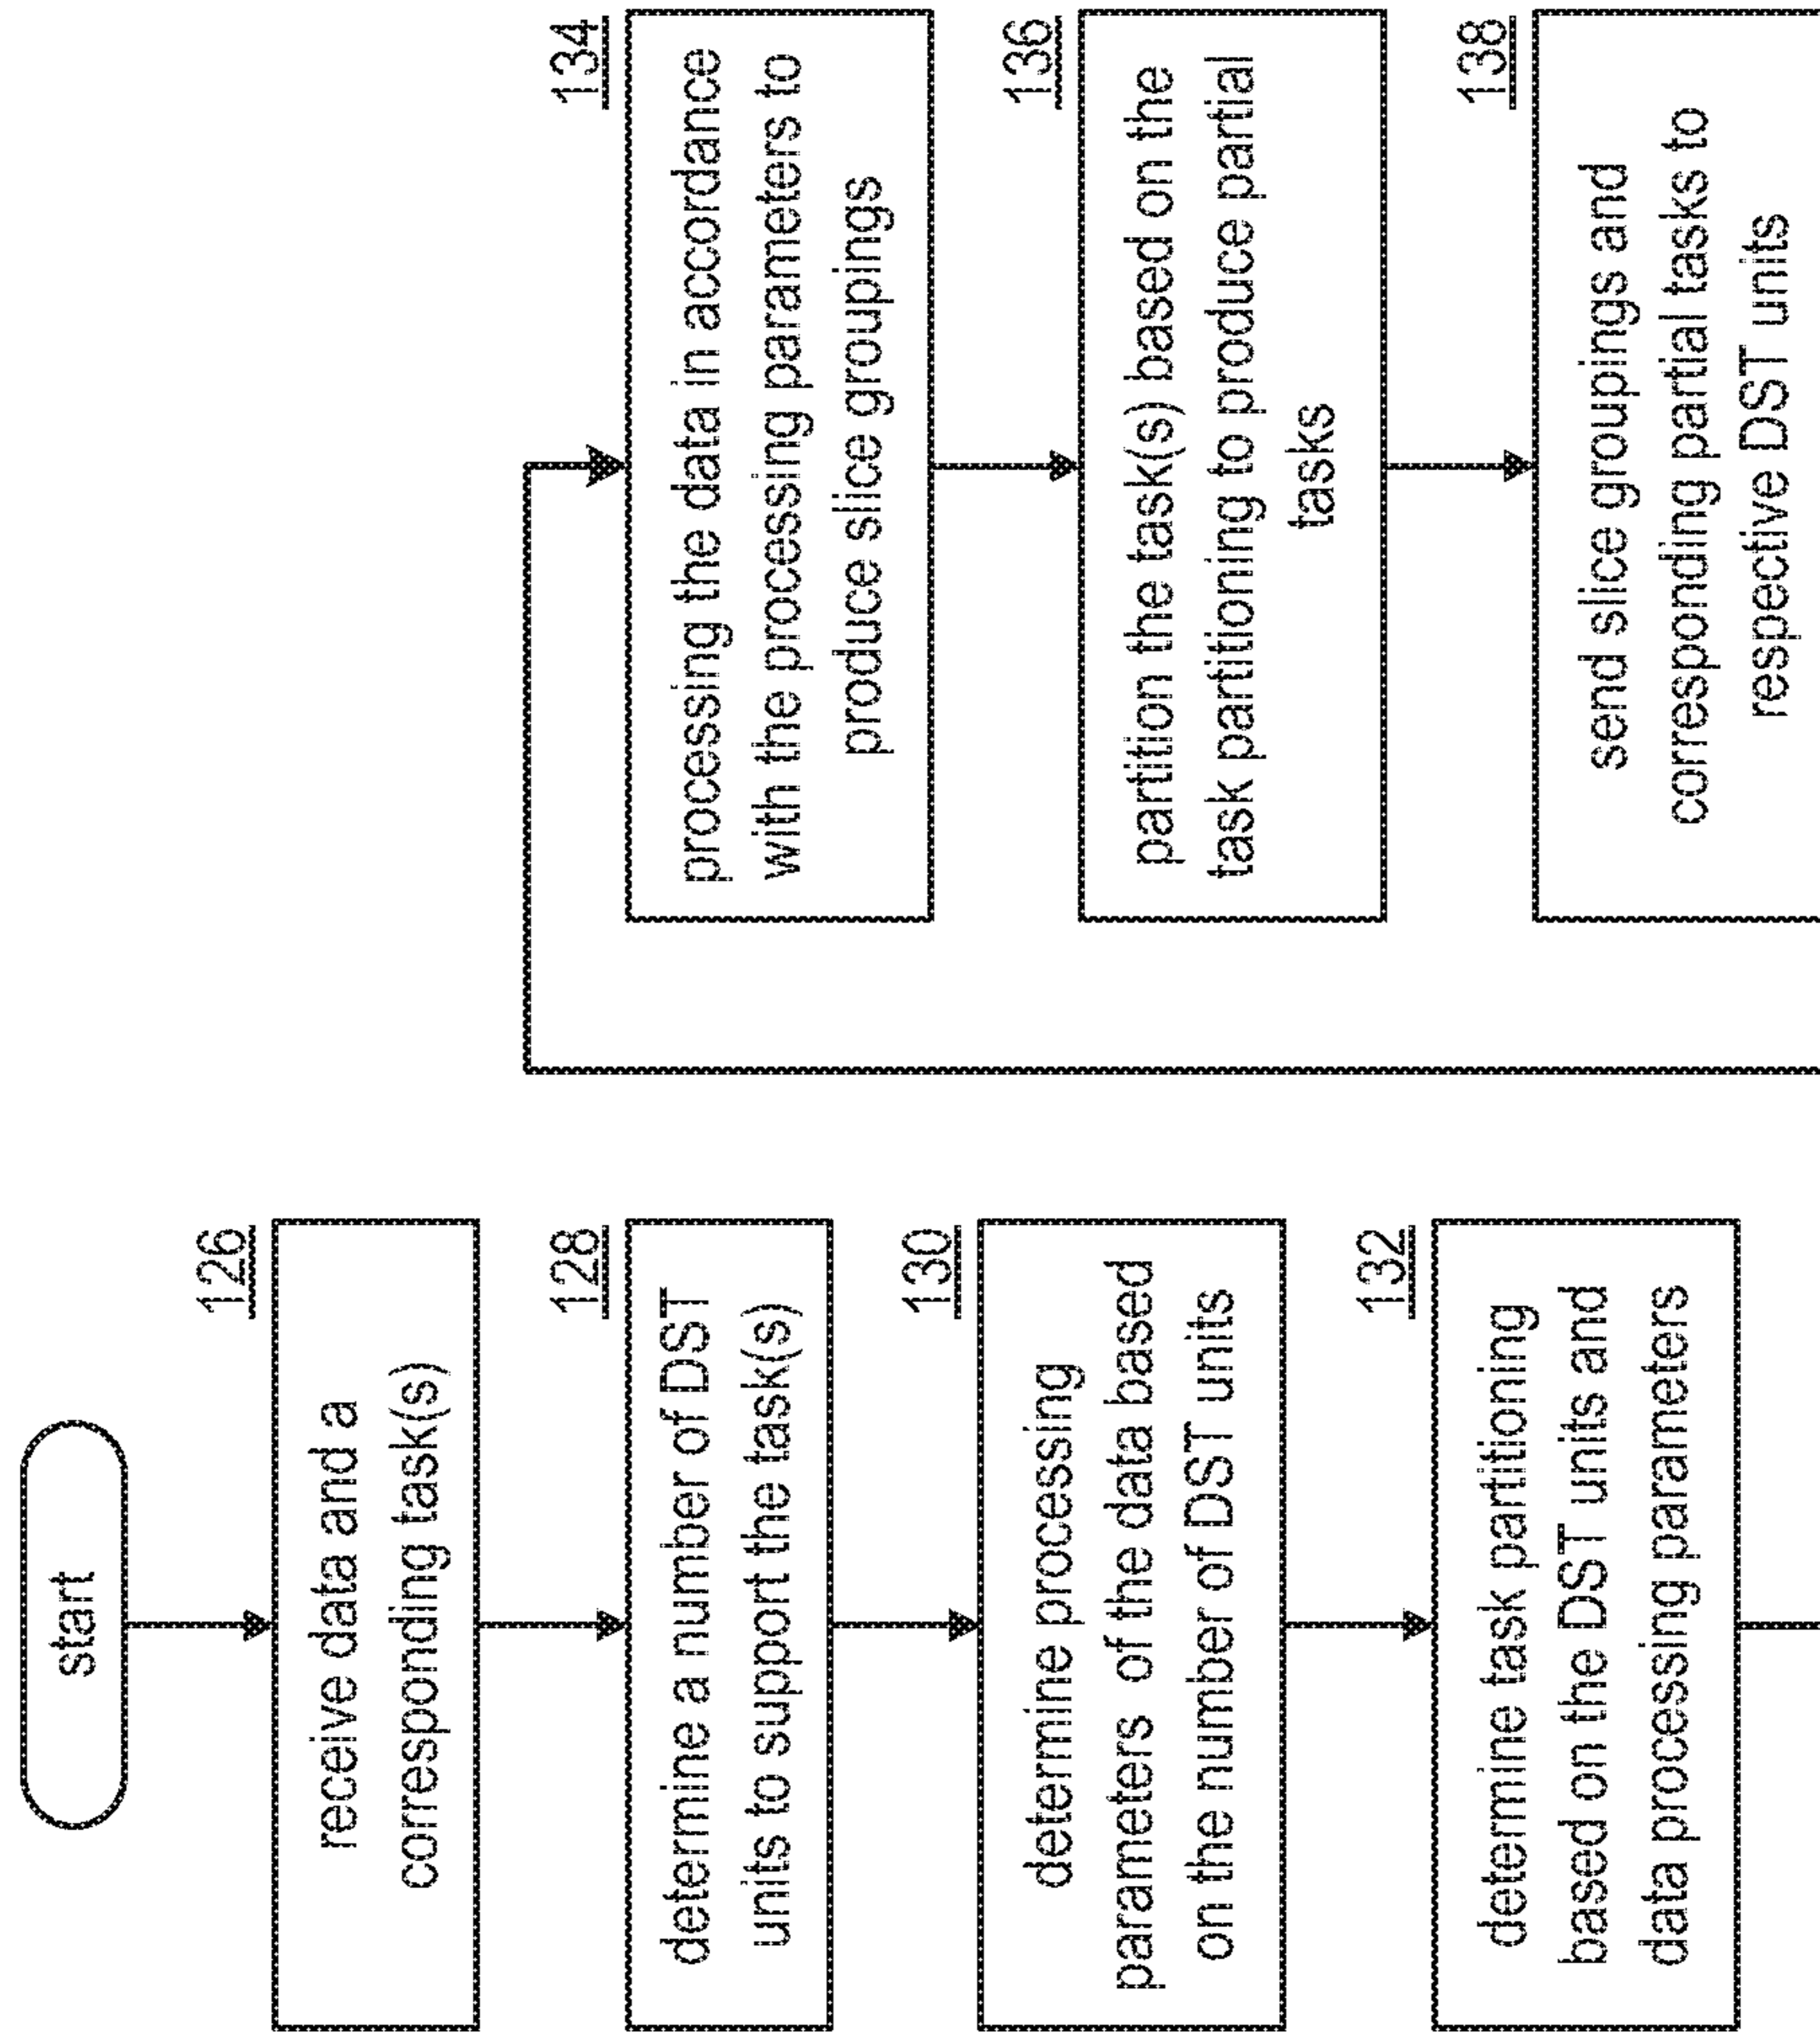 start
126
receive data and a
corresponding task(s)
128
determine a number of DST
units to support the task(s)
130
determine processing
parameters of the data based
on the number of DST units
132
determine task partitioning
based on the DST units and
data processing parameters
134
processing the data in accordance
with the processing parameters to
produce slice groupings
136
partition the task(s) based on the
task partitioning to produce partial
tasks
138
send slice groupings and
corresponding partial tasks to
respective DST units